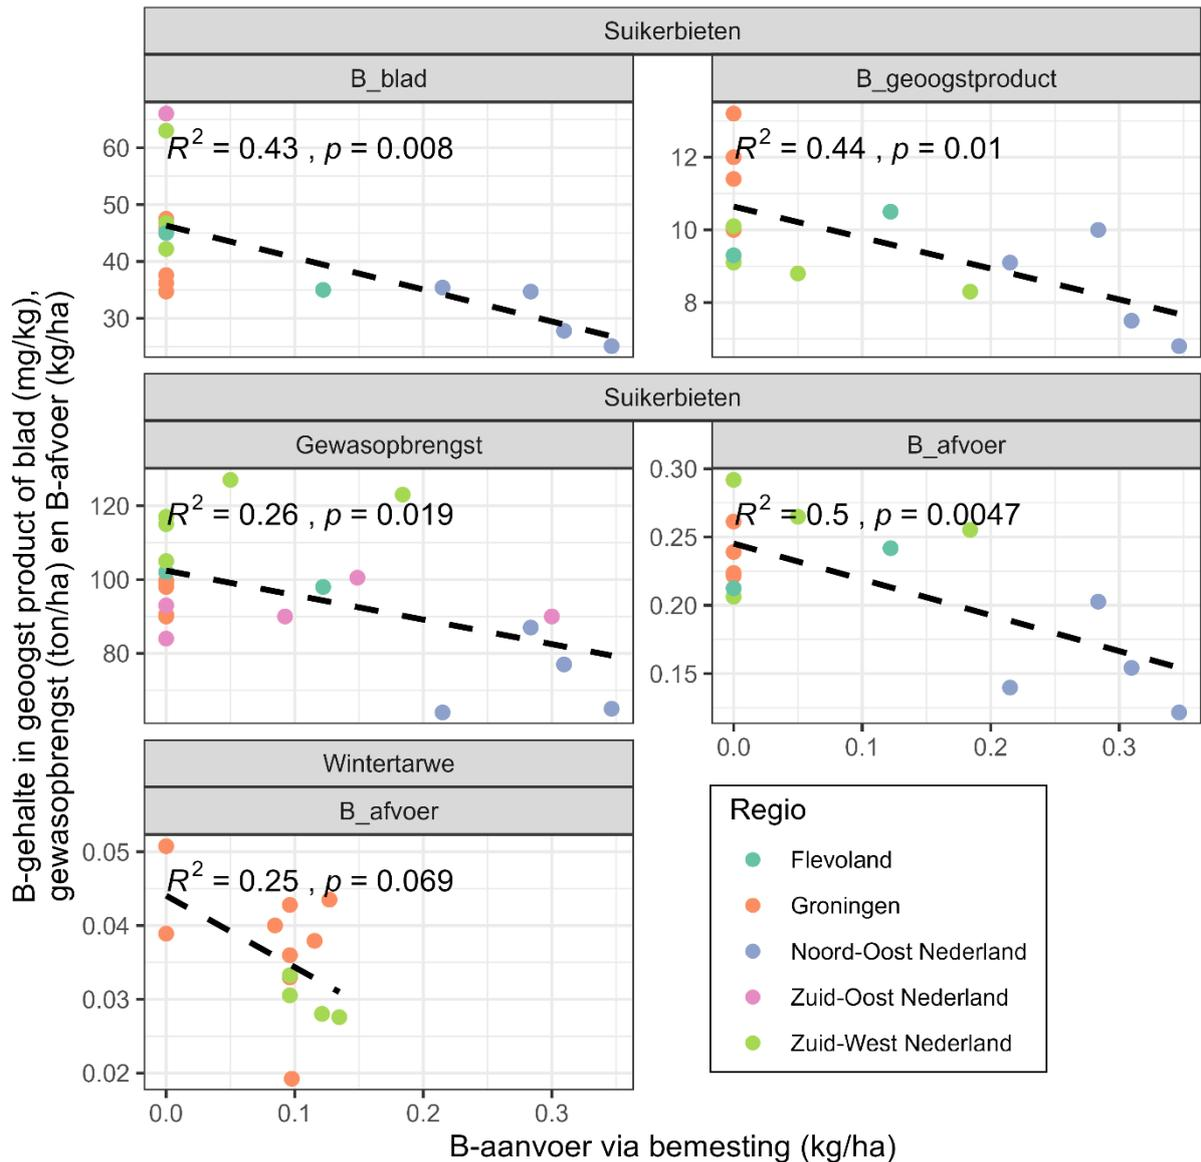 Suikerbieten
B_blad
B_geoogstproduct
R² = 0.43 , p = 0.008
R² = 0.44 , p = 0.01
60
50
40
30
12
10
8
Suikerbieten
Gewasopbrengst
B_afvoer
R² = 0.26 , p = 0.019
R² = 0.5 , p = 0.0047
120
100
80
0.30
0.25
0.20
0.15
0.0 0.1 0.2 0.3
Wintertarwe
B_afvoer
R² = 0.25 , p = 0.069
0.05
0.04
0.03
0.02
0.0 0.1 0.2 0.3
B-gehalte in geoogst product of blad (mg/kg),
gewasopbrengst (ton/ha) en B-afvoer (kg/ha)
B-aanvoer via bemesting (kg/ha)
Regio
Flevoland
Groningen
Noord-Oost Nederland
Zuid-Oost Nederland
Zuid-West Nederland